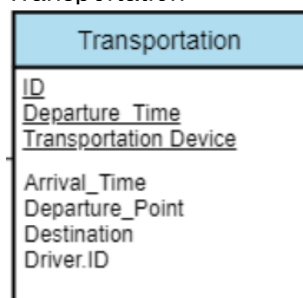 Transportation
Transportation
ID
Departure_Time
Transportation Device
Arrival_Time
Departure_Point
Destination
Driver.ID